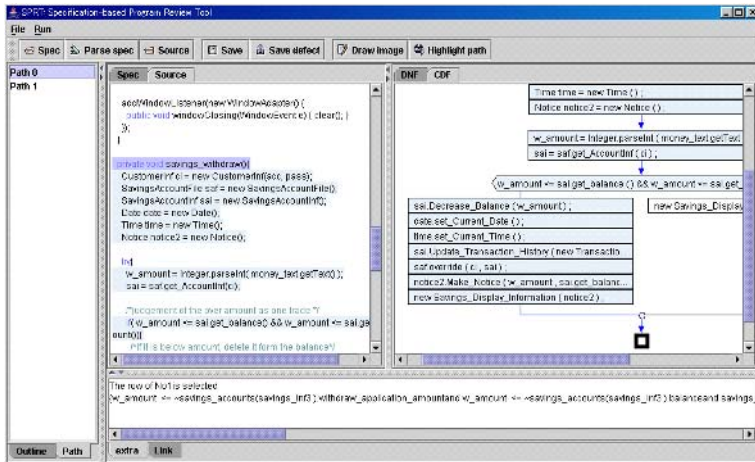 SPRT: Specification-based Program Review Tool
File Run
Spec Parse spec Source Save Save defect Draw image Highlight path
Path 0
Path 1
Outline Path
Spec Source
addWindowListener(new WindowAdapter() {
public void windowClosing(WindowEvent e) { clear(); }
});
}
private void savings_withdraw(){
CustomerInf ci = new CustomerInf(acc, pass);
SavingsAccountFile saf = new SavingsAccountFile();
SavingsAccountInf sai = new SavingsAccountInf();
Date date = new Date();
Time time = new Time();
Notice notice2 = new Notice();
try{
w_amount = Integer.parseInt( money_text.getText() );
sai = saf.get_AccountInf(ci);
/*judgement of the over amount as one trade */
if( w_amount <= sai.get_balance() && w_amount <= sai.ge
ount()){
/*if it is below amount, delete it form the balance*/
DNF CDF
Time time = new Time ( ) ;
Notice notice2 = new Notice ( ) ;
w_amount = Integer.parseInt ( money_text.getText
sai = saf.get_AccountInf ( ci ) ;
w_amount <= sai.get_balance ( ) && w_amount <= sai.get_
sai.Decrease_Balance ( w_amount ) ;
date.set_Current_Date ( ) ;
time.set_Current_Time ( ) ;
sai.Update_Transaction_History ( new Transactio...
saf.override ( ci , sai ) ;
notice2.Make_Notice ( w_amount , sai.get_balanc...
new Savings_Display_Information ( notice2 ) ;
new Savings_Display
The row of No1 is selected
/w_amount <= ~savings_accounts(savings_inf3 ).withdraw_application_amountand w_amount <= ~savings_accounts(savings_inf3 ).balanceand savings_
extra Link